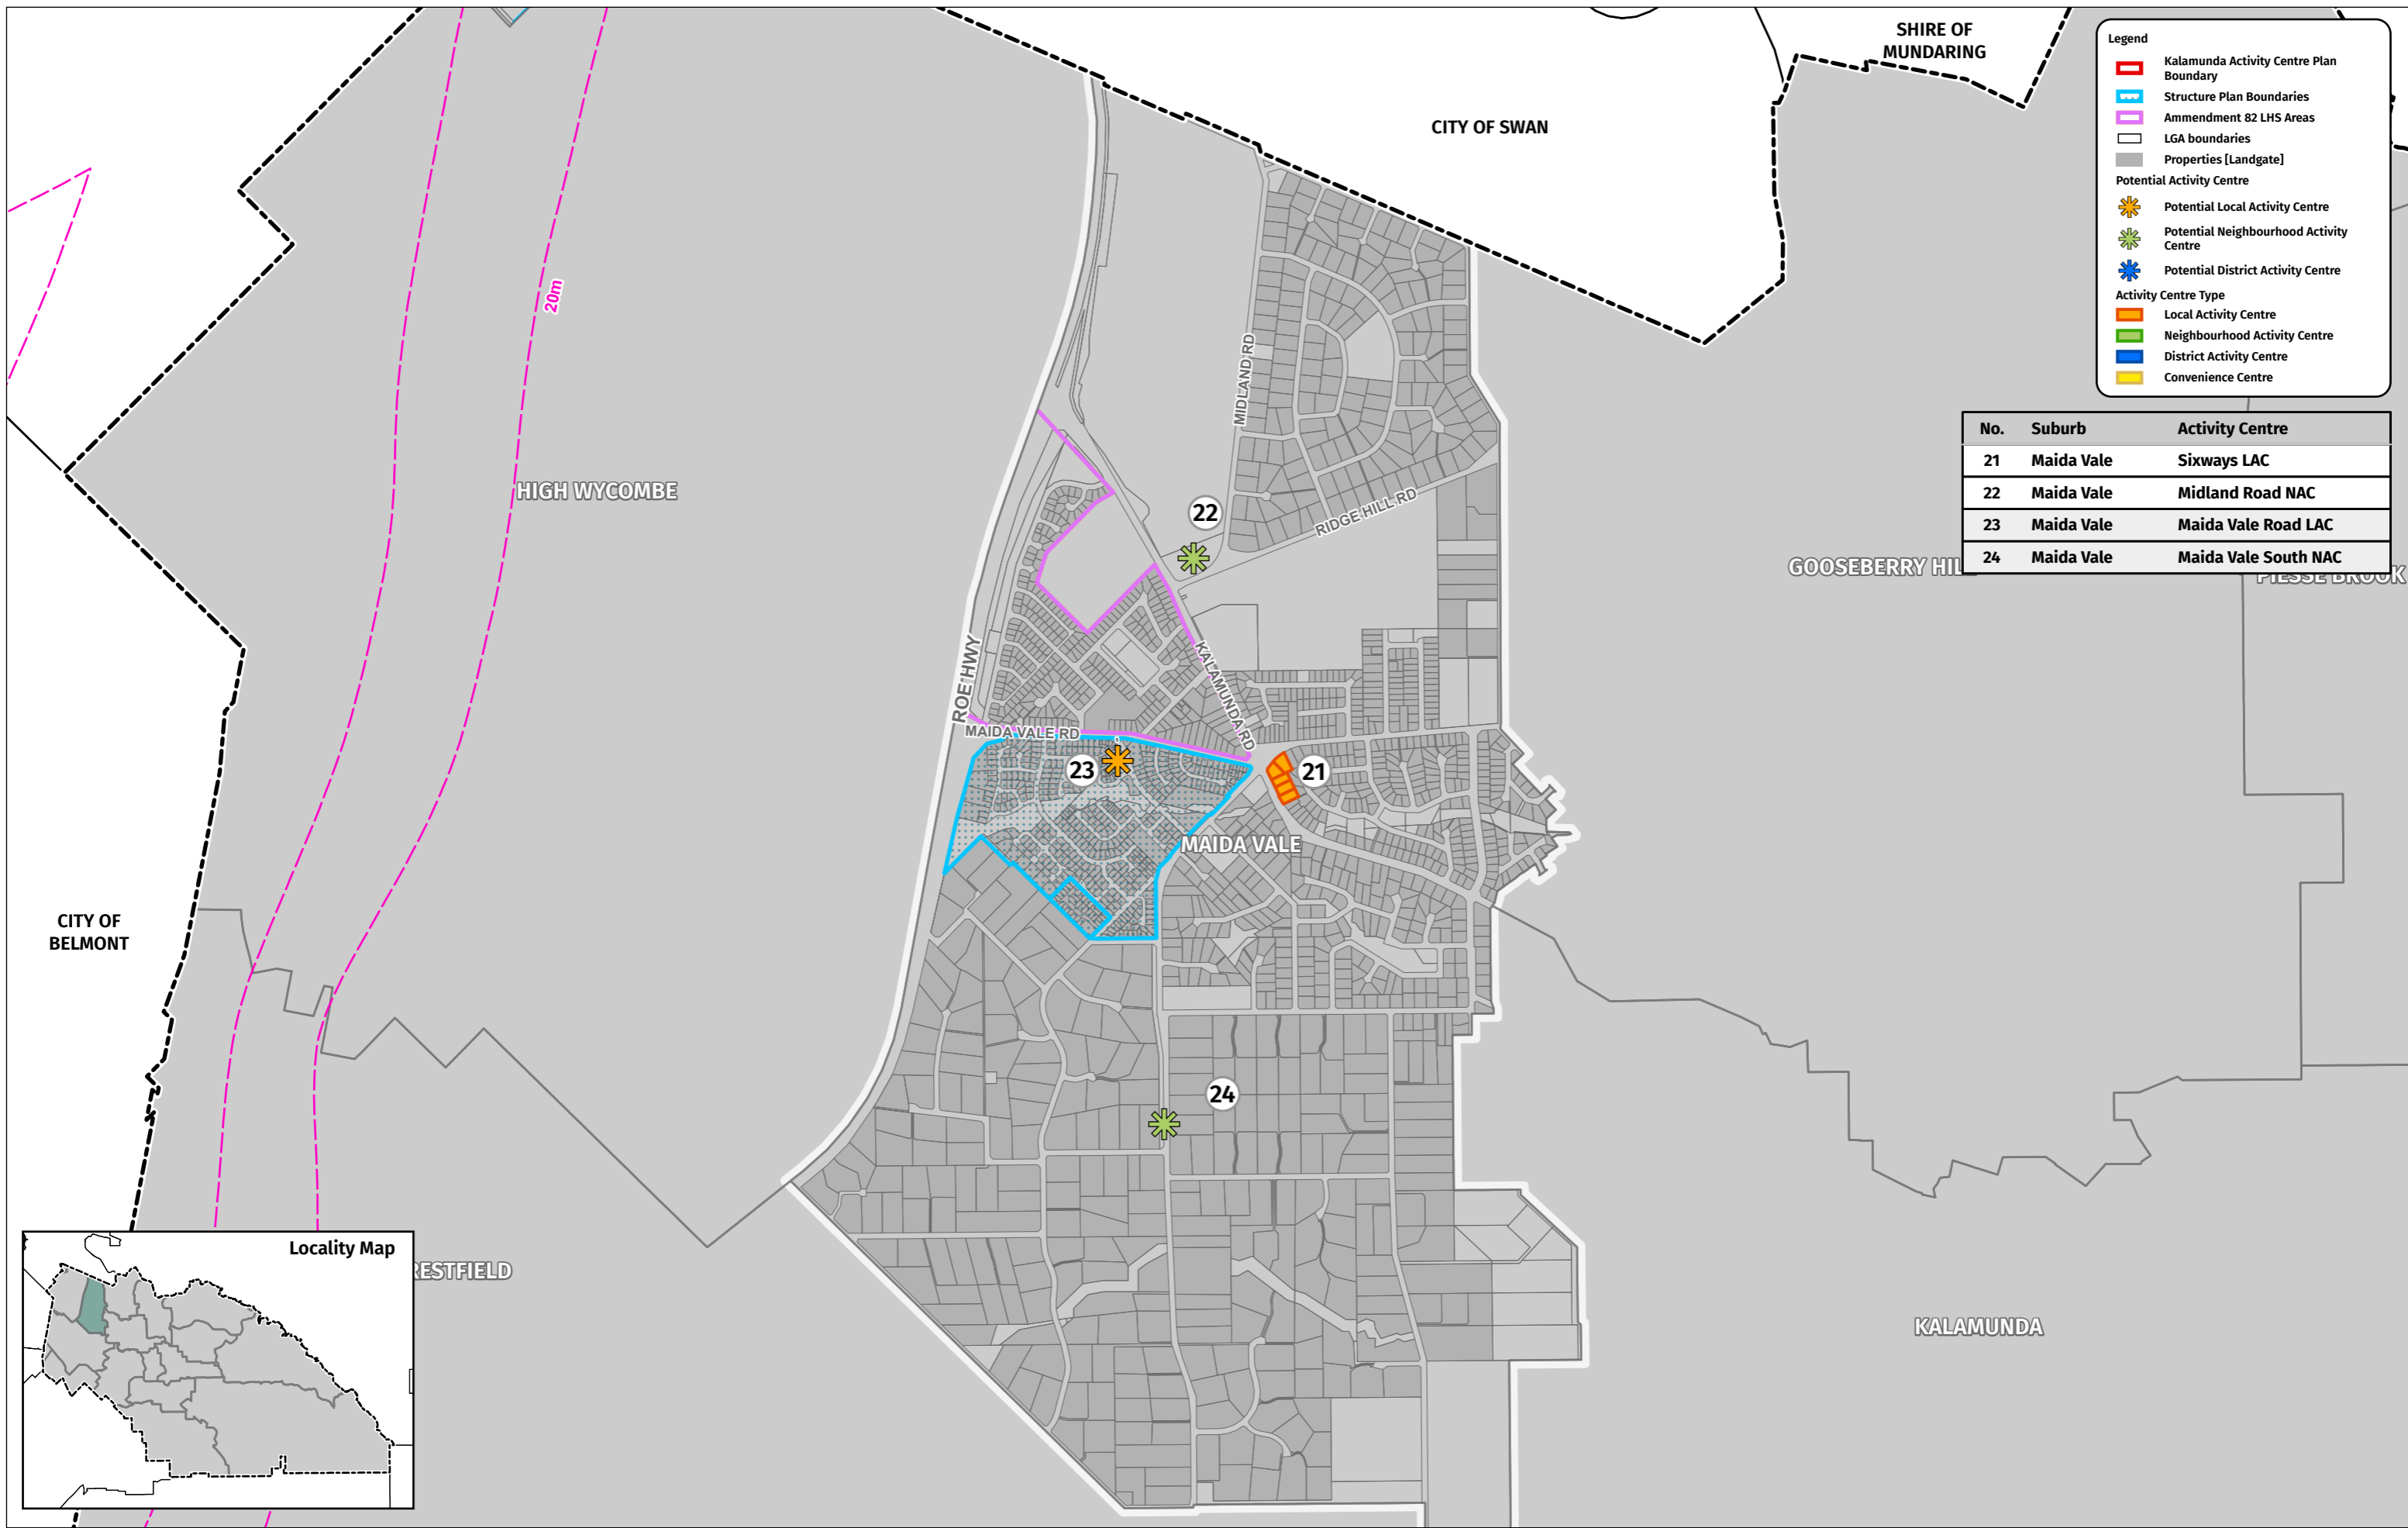 SHIRE OF
MUNDARING
CITY OF SWAN
Legend
Kalamunda Activity Centre Plan
Boundary
Structure Plan Boundaries
Ammendment 82 LHS Areas
LGA boundaries
Properties [Landgate]
Potential Activity Centre
Potential Local Activity Centre
Potential Neighbourhood Activity
Centre
Potential District Activity Centre
Activity Centre Type
Local Activity Centre
Neighbourhood Activity Centre
District Activity Centre
Convenience Centre
No. Suburb Activity Centre
21 Maida Vale Sixways LAC
22 Maida Vale Midland Road NAC
23 Maida Vale Maida Vale Road LAC
24 Maida Vale Maida Vale South NAC
20m
MIDLAND RD
HIGH WYCOMBE
22
RIDGE HILL RD
GOOSEBERRY HIL
PIESSE BROOK
ROE HWY
KALAMUNDA RD
MAIDA VALE RD
23
21
MAIDA VALE
CITY OF
BELMONT
24
Locality Map
RESTFIELD
KALAMUNDA